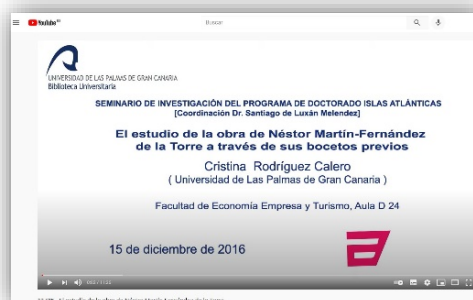 YouTube
Buscar
UNIVERSIDAD DE LAS PALMAS DE GRAN CANARIA
Biblioteca Universitaria
SEMINARIO DE INVESTIGACIÓN DEL PROGRAMA DE DOCTORADO ISLAS ATLÁNTICAS
[Coordinación Dr. Santiago de Luxán Melendez]
El estudio de la obra de Néstor Martín-Fernández
de la Torre a través de sus bocetos previos
Cristina Rodríguez Calero
( Universidad de Las Palmas de Gran Canaria )
Facultad de Economía Empresa y Turismo, Aula D 24
15 de diciembre de 2016